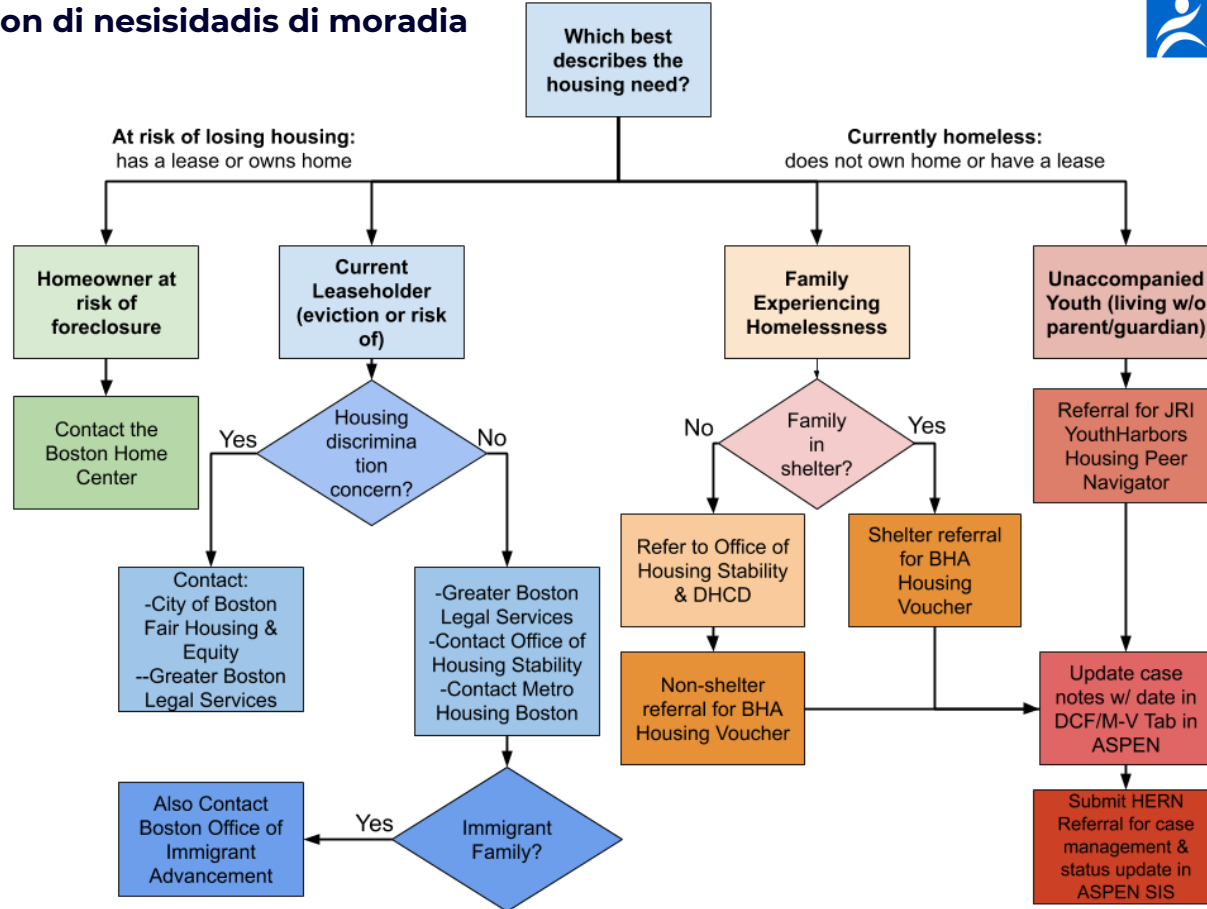 on di nesisidadis di moradia
Which best
describes the
housing need?
At risk of losing housing:
has a lease or owns home
Currently homeless:
does not own home or have a lease
Homeowner at
risk of
foreclosure
Current
Leaseholder
(eviction or risk
of)
Family
Experiencing
Homelessness
Unaccompanied
Youth (living w/o
parent/guardian)
Contact the
Boston Home
Center
Yes
Housing
discrimina
tion
concern?
No
No
Family
in
shelter?
Yes
Referral for JRI
YouthHarbors
Housing Peer
Navigator
Contact:
-City of Boston
Fair Housing &
Equity
--Greater Boston
Legal Services
-Greater Boston
Legal Services
-Contact Office of
Housing Stability
-Contact Metro
Housing Boston
Refer to Office of
Housing Stability
& DHCD
Shelter referral
for BHA
Housing
Voucher
Non-shelter
referral for BHA
Housing Voucher
Update case
notes w/ date in
DCF/M-V Tab in
ASPEN
Also Contact
Boston Office of
Immigrant
Advancement
Yes
Immigrant
Family?
Submit HERN
Referral for case
management &
status update in
ASPEN SIS